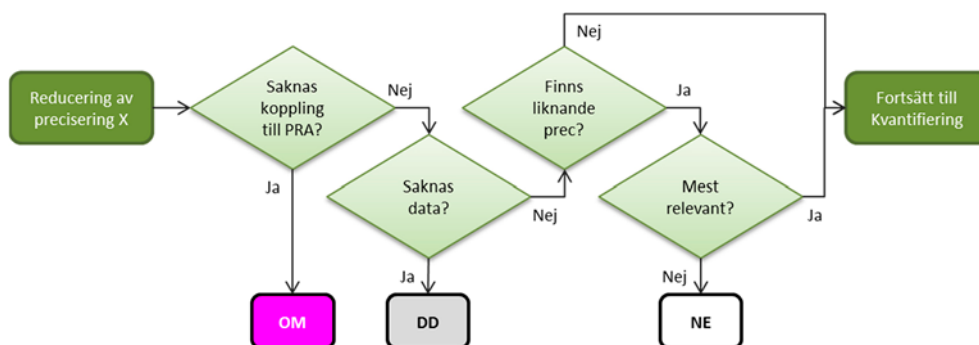 Reducering av
precisering X
Saknas
koppling
till PRA?
Nej
Ja
OM
Saknas
data?
Nej
Ja
DD
Finns
liknande
prec?
Nej
Ja
Mest
relevant?
Ja
Nej
NE
Fortsätt till
Kvantifiering